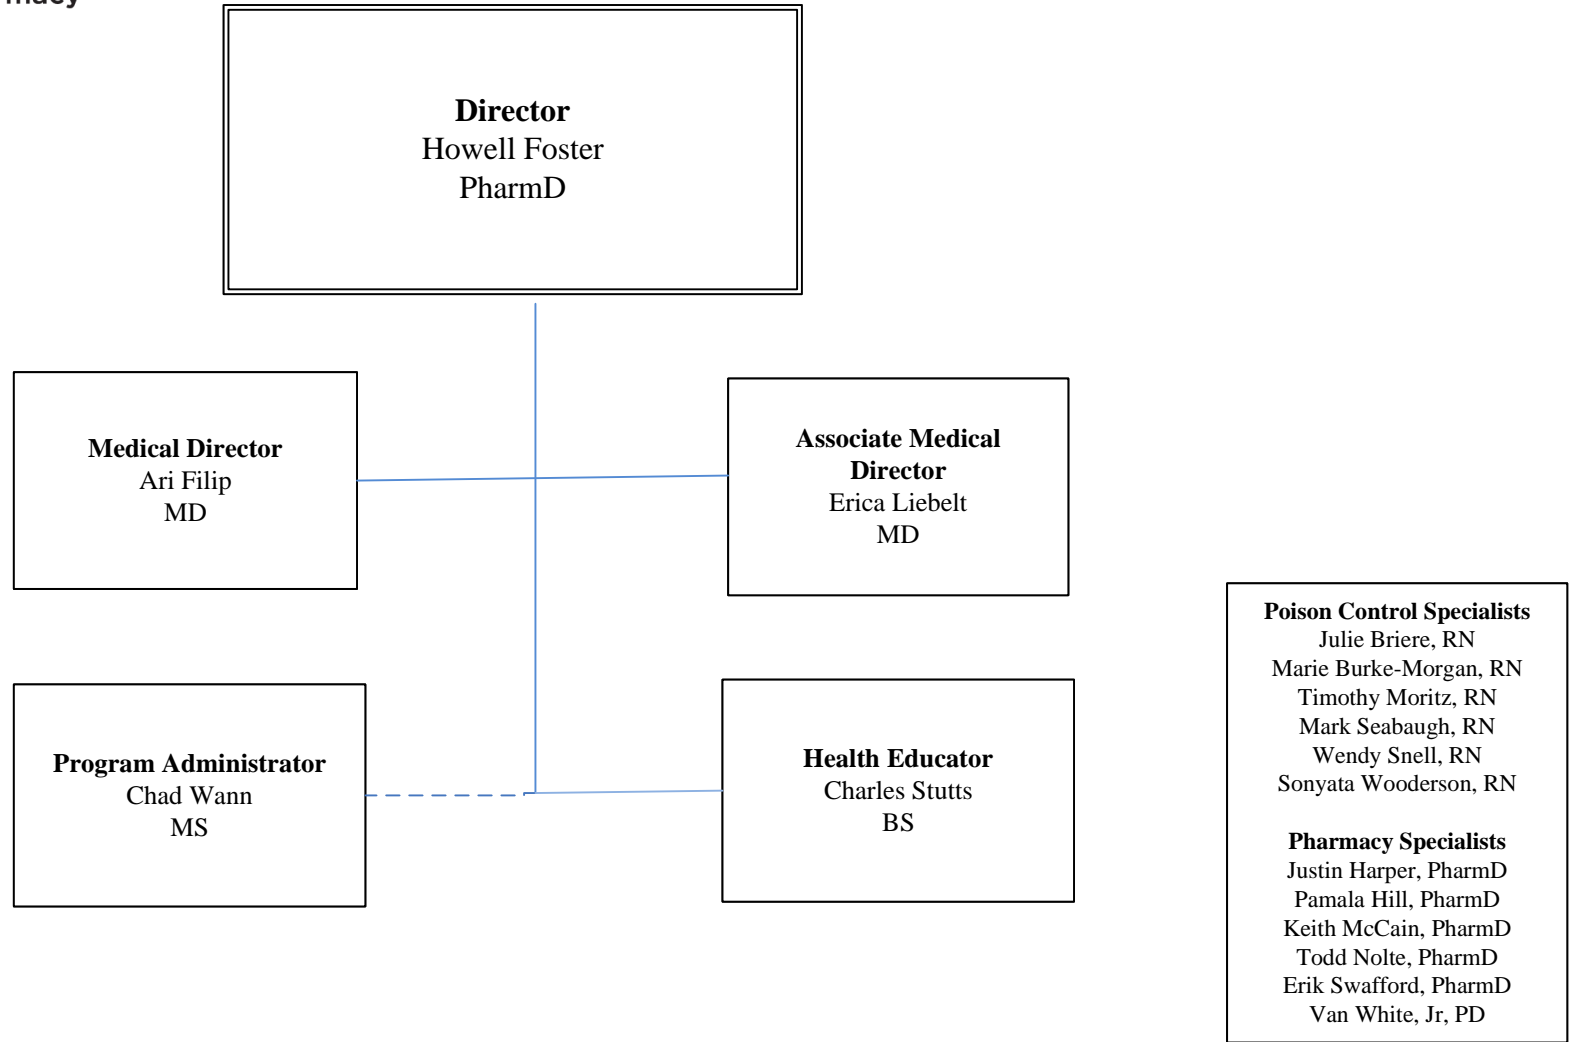 macy
Director
Howell Foster
PharmD
Medical Director
Ari Filip
MD
Associate Medical
Director
Erica Liebelt
MD
Program Administrator
Chad Wann
MS
Health Educator
Charles Stutts
BS
Poison Control Specialists
Julie Briere, RN
Marie Burke-Morgan, RN
Timothy Moritz, RN
Mark Seabaugh, RN
Wendy Snell, RN
Sonyata Wooderson, RN
Pharmacy Specialists
Justin Harper, PharmD
Pamala Hill, PharmD
Keith McCain, PharmD
Todd Nolte, PharmD
Erik Swafford, PharmD
Van White, Jr, PD